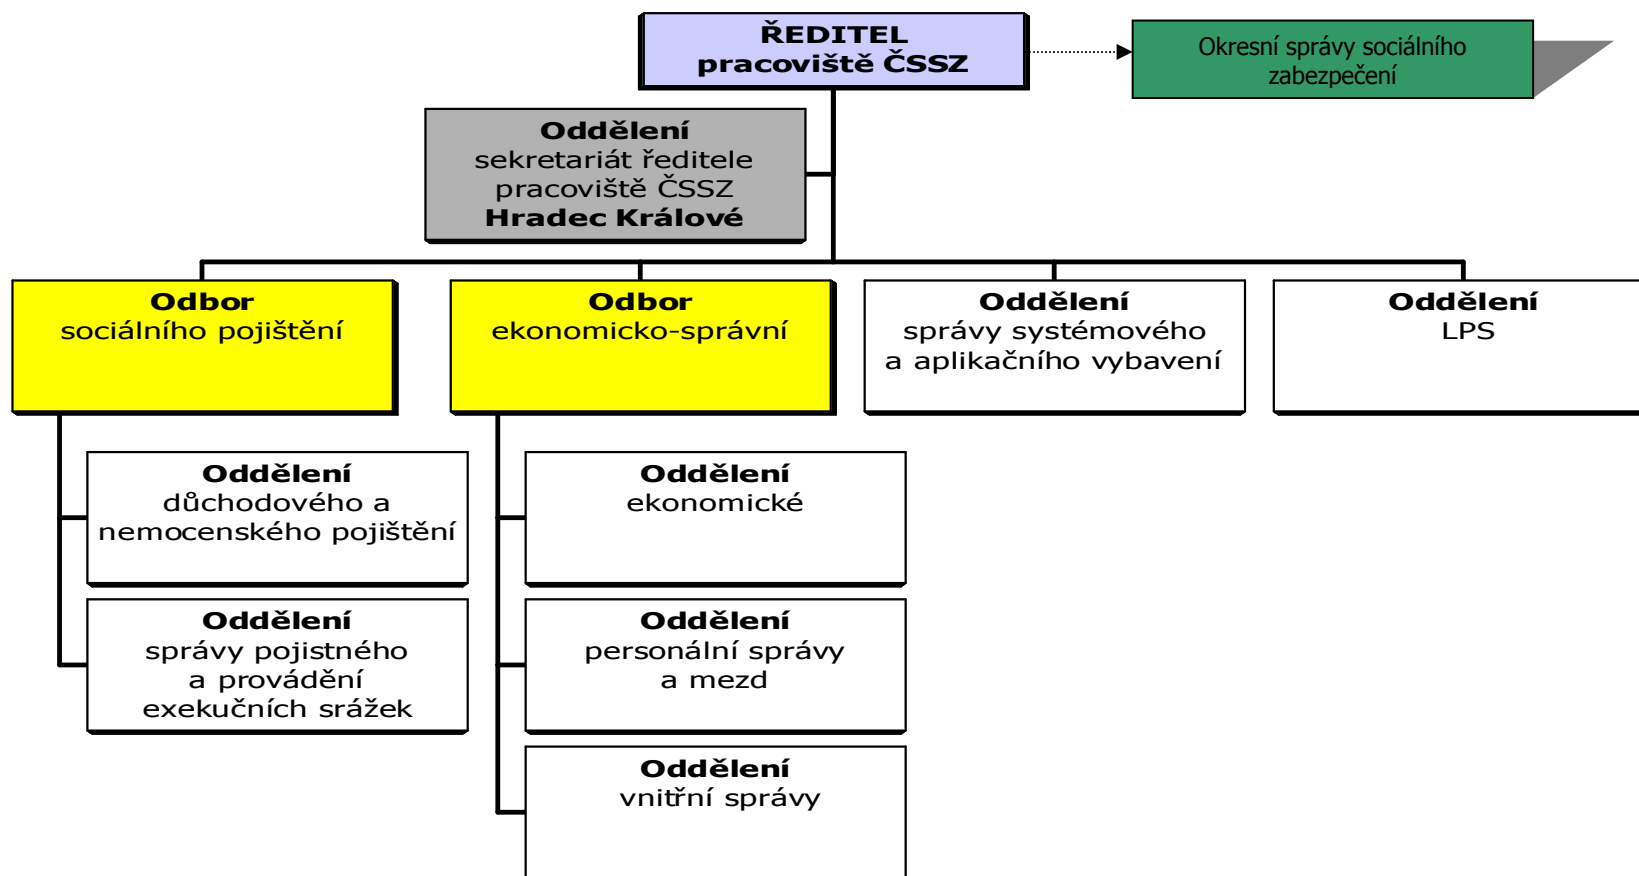 ŘEDITEL
pracoviště ČSSZ
Okresní správy sociálního
zabezpečení
Oddělení
sekretariát ředitele
pracoviště ČSSZ
Hradec Králové
Odbor
sociálního pojištění
Odbor
ekonomicko-správní
Oddělení
správy systémového
a aplikačního vybavení
Oddělení
LPS
Oddělení
důchodového a
nemocenského pojištění
Oddělení
ekonomické
Oddělení
správy pojistného
a provádění
exekučních srážek
Oddělení
personální správy
a mezd
Oddělení
vnitřní správy